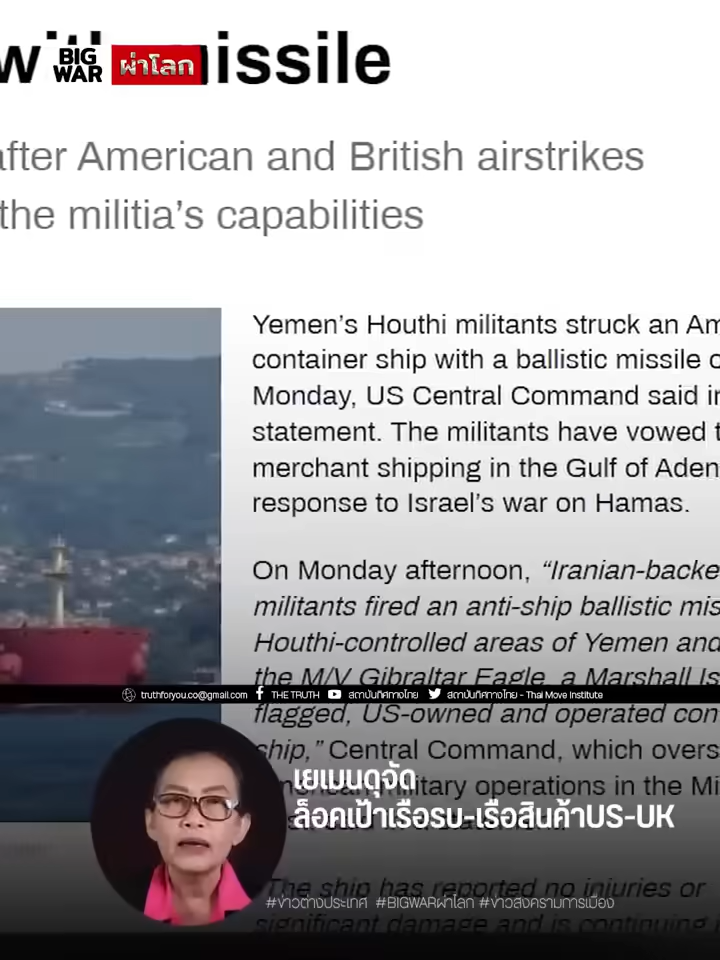 BIG
WAR
ผ่าโลก
issile
after American and British airstrikes
the militia's capabilities
Yemen's Houthi militants struck an Am
container ship with a ballistic missile o
Monday, US Central Command said in
statement. The militants have vowed t
merchant shipping in the Gulf of Aden
response to Israel's war on Hamas.
On Monday afternoon, “Iranian-backe
militants fired an anti-ship ballistic mis
Houthi-controlled areas of Yemen and
the M/V Gibraltar Eagle, a Marshall Is
truthforyou.co@gmail.com THE TRUTH สถาบันทิศทางไทย สถาบันทิศทางไทย - Thai Move Institute
flagged, US-owned and operated con
ship,” Central Command, which overs
military operations in the Mi
เยเมนดุจัด
ล็อคเป้าเรือรบ-เรือสินค้าUS-UK
The ship has reported no injuries or
#ข่าวต่างประเทศ #BIGWARผ่าโลก #ข่าวสงครามการเมือง
significant damage and is continuing